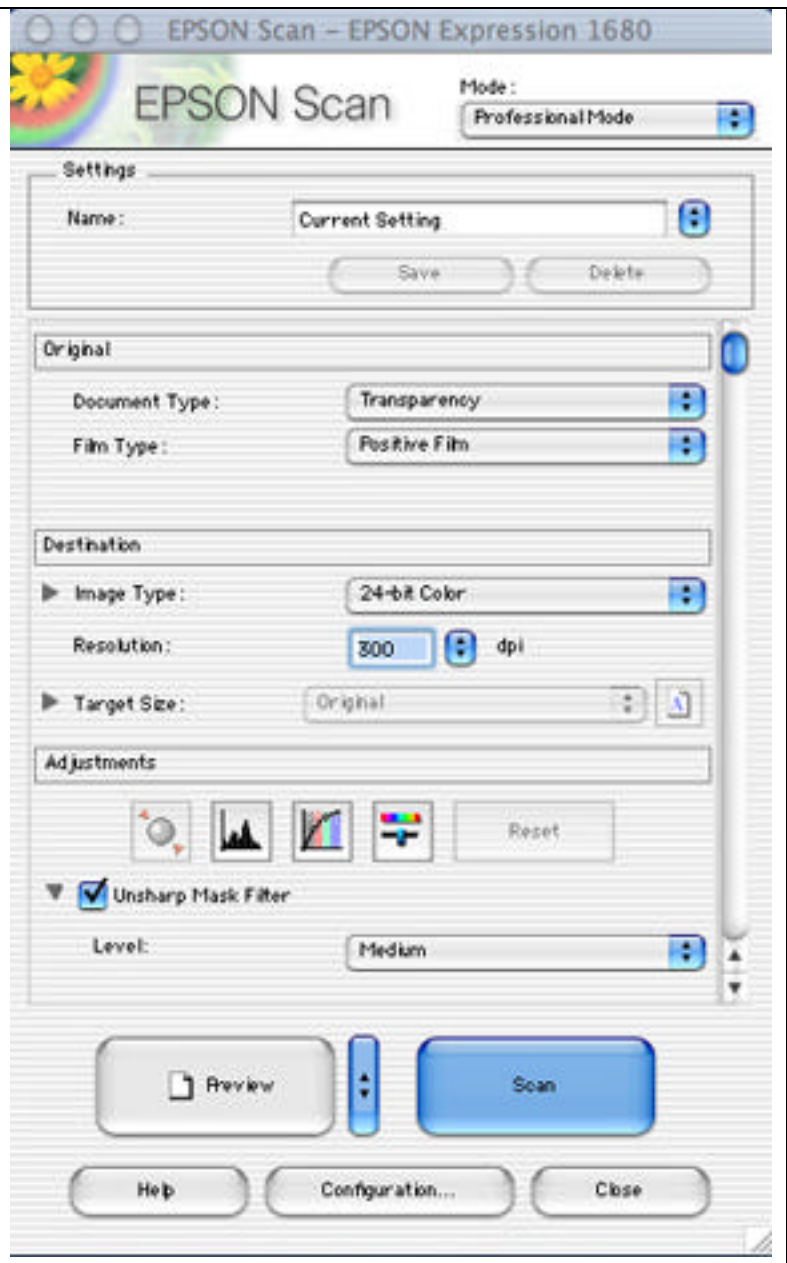 EPSON Scan – EPSON Expression 1680
EPSON Scan
Mode:
Professional Mode
Settings
Name:
Current Setting
Save
Delete
Original
Document Type:
Transparency
Film Type:
Positive Film
Destination
Image Type:
24-bit Color
Resolution:
300
dpi
Target Size:
Original
A
Adjustments
Reset
Unsharp Mask Filter
Level:
Medium
Preview
Scan
Help
Configuration...
Close